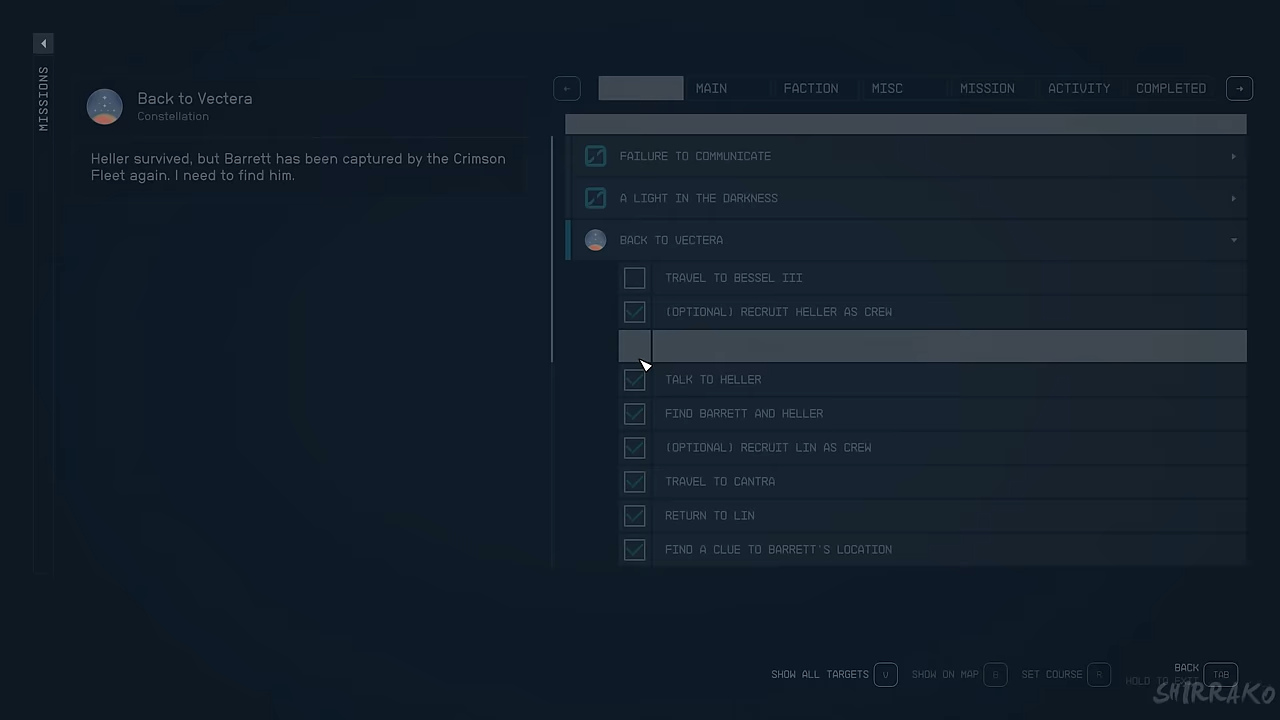 MISSIONS
Back to Vectera
Constellation
Heller survived, but Barrett has been captured by the Crimson
Fleet again. I need to find him.
MAIN
FACTION
MISC
MISSION
ACTIVITY
COMPLETED
FAILURE TO COMMUNICATE
A LIGHT IN THE DARKNESS
BACK TO VECTERA
TRAVEL TO BESSEL III
(OPTIONAL) RECRUIT HELLER AS CREW
TALK TO HELLER
FIND BARRETT AND HELLER
(OPTIONAL) RECRUIT LIN AS CREW
TRAVEL TO CANTRA
RETURN TO LIN
FIND A CLUE TO BARRETT'S LOCATION
SHOW ALL TARGETS V
SHOW ON MAP B
SET COURSE R
BACK TAB
HOLD TO EXIT
SHIRRAKO